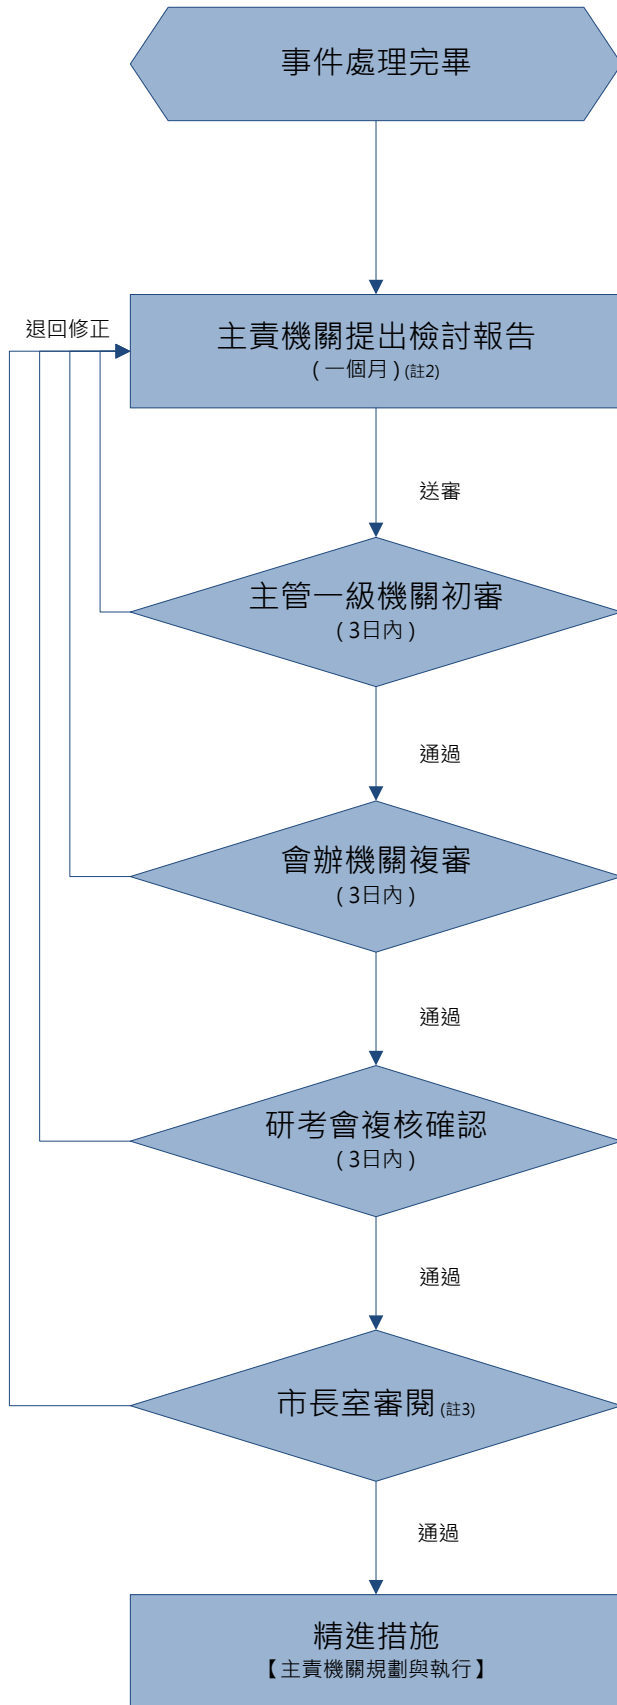 事件處理完畢
退回修正
主責機關提出檢討報告
(一個月) (註2)
送審
主管一級機關初審
(3日內)
通過
會辦機關複審
(3日內)
通過
研考會複核確認
(3日內)
通過
市長室審閱 (註3)
通過
精進措施
【主責機關規劃與執行】